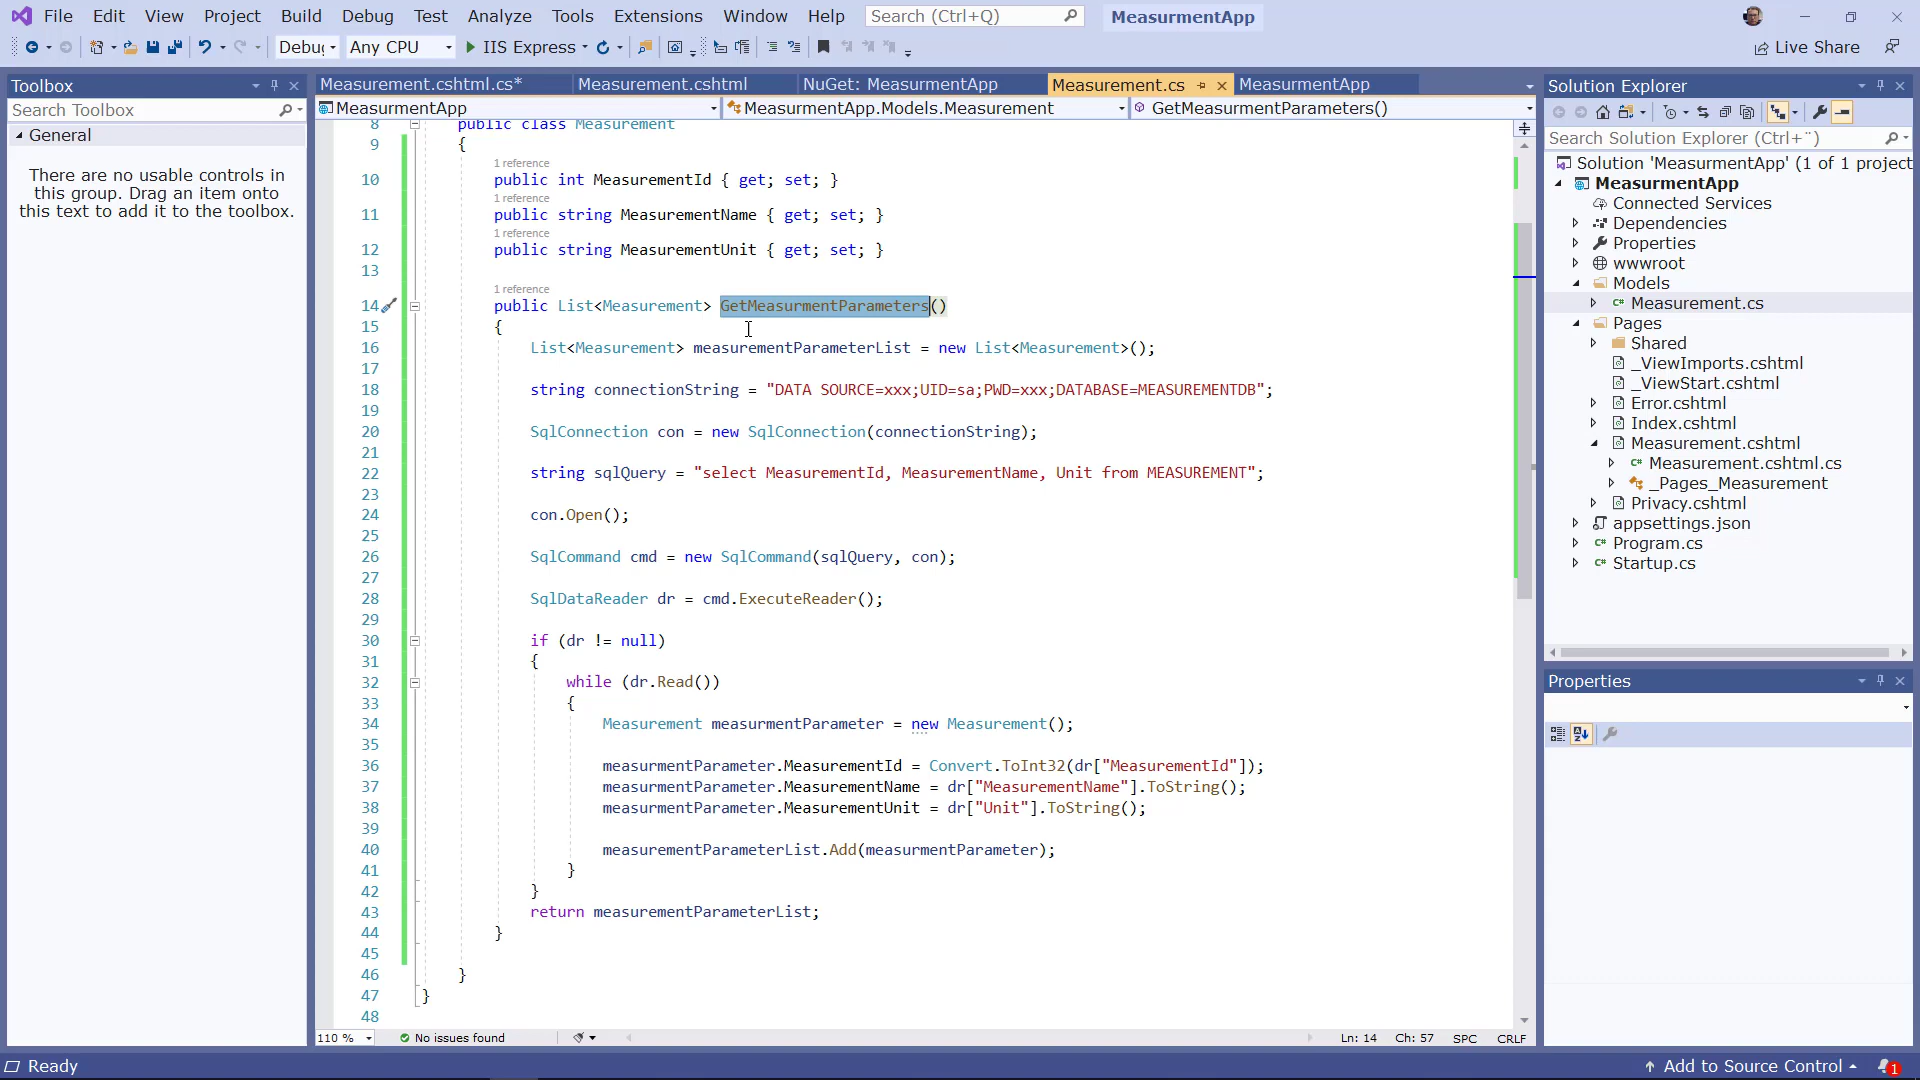 File Edit View Project Build Debug Test Analyze Tools Extensions Window Help Search (Ctrl+Q) MeasurmentApp
Debug Any CPU IIS Express Live Share
Toolbox
Search Toolbox
General
There are no usable controls in
this group. Drag an item onto
this text to add it to the toolbox.
Measurement.cshtml.cs* Measurement.cshtml NuGet: MeasurmentApp Measurement.cs MeasurmentApp
MeasurmentApp MeasurmentApp.Models.Measurement GetMeasurmentParameters()
8 public class Measurement
9 {
1 reference
10 public int MeasurementId { get; set; }
1 reference
11 public string MeasurementName { get; set; }
1 reference
12 public string MeasurementUnit { get; set; }
13
1 reference
14 public List<Measurement> GetMeasurmentParameters()
15 {
16 List<Measurement> measurementParameterList = new List<Measurement>();
17
18 string connectionString = "DATA SOURCE=xxx;UID=sa;PWD=xxx;DATABASE=MEASUREMENTDB";
19
20 SqlConnection con = new SqlConnection(connectionString);
21
22 string sqlQuery = "select MeasurementId, MeasurementName, Unit from MEASUREMENT";
23
24 con.Open();
25
26 SqlCommand cmd = new SqlCommand(sqlQuery, con);
27
28 SqlDataReader dr = cmd.ExecuteReader();
29
30 if (dr != null)
31 {
32 while (dr.Read())
33 {
34 Measurement measurmentParameter = new Measurement();
35
36 measurmentParameter.MeasurementId = Convert.ToInt32(dr["MeasurementId"]);
37 measurmentParameter.MeasurementName = dr["MeasurementName"].ToString();
38 measurmentParameter.MeasurementUnit = dr["Unit"].ToString();
39
40 measurementParameterList.Add(measurmentParameter);
41 }
42 }
43 return measurementParameterList;
44 }
45
46 }
47 }
48
110 % No issues found Ln: 14 Ch: 57 SPC CRLF
Solution Explorer
Search Solution Explorer (Ctrl+¨)
Solution 'MeasurmentApp' (1 of 1 project
MeasurmentApp
Connected Services
Dependencies
Properties
wwwroot
Models
Measurement.cs
Pages
Shared
_ViewImports.cshtml
_ViewStart.cshtml
Error.cshtml
Index.cshtml
Measurement.cshtml
Measurement.cshtml.cs
_Pages_Measurement
Privacy.cshtml
appsettings.json
Program.cs
Startup.cs
Properties
Ready Add to Source Control 1